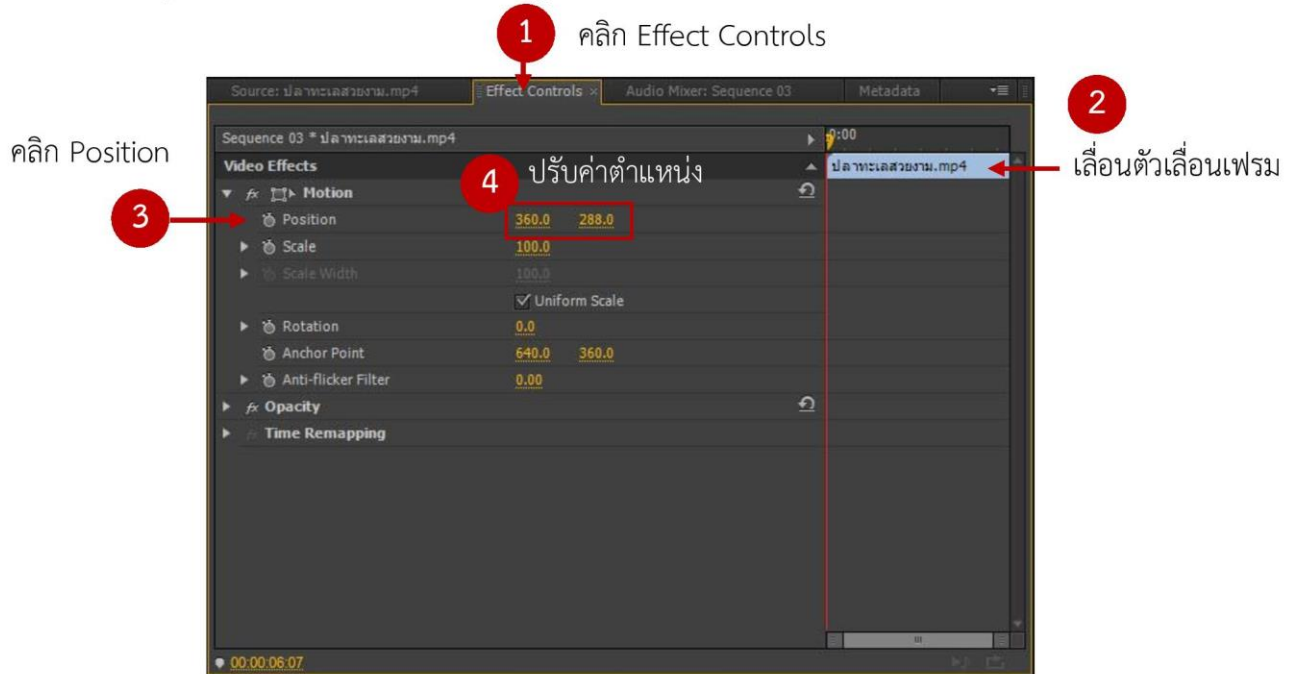 1 คลิก Effect Controls
Source: ปลาทะเลสวยงาม.mp4 Effect Controls × Audio Mixer: Sequence 03 Metadata
2
เลื่อนตัวเลื่อนเฟรม
คลิก Position
3
Sequence 03 * ปลาทะเลสวยงาม.mp4
0:00
Video Effects
4 ปรับค่าตำแหน่ง
ปลาทะเลสวยงาม.mp4
fx Motion
Position 360.0 288.0
Scale 100.0
Scale Width 100.0
Uniform Scale
Rotation 0.0
Anchor Point 640.0 360.0
Anti-flicker Filter 0.00
fx Opacity
fx Time Remapping
00:00:06:07